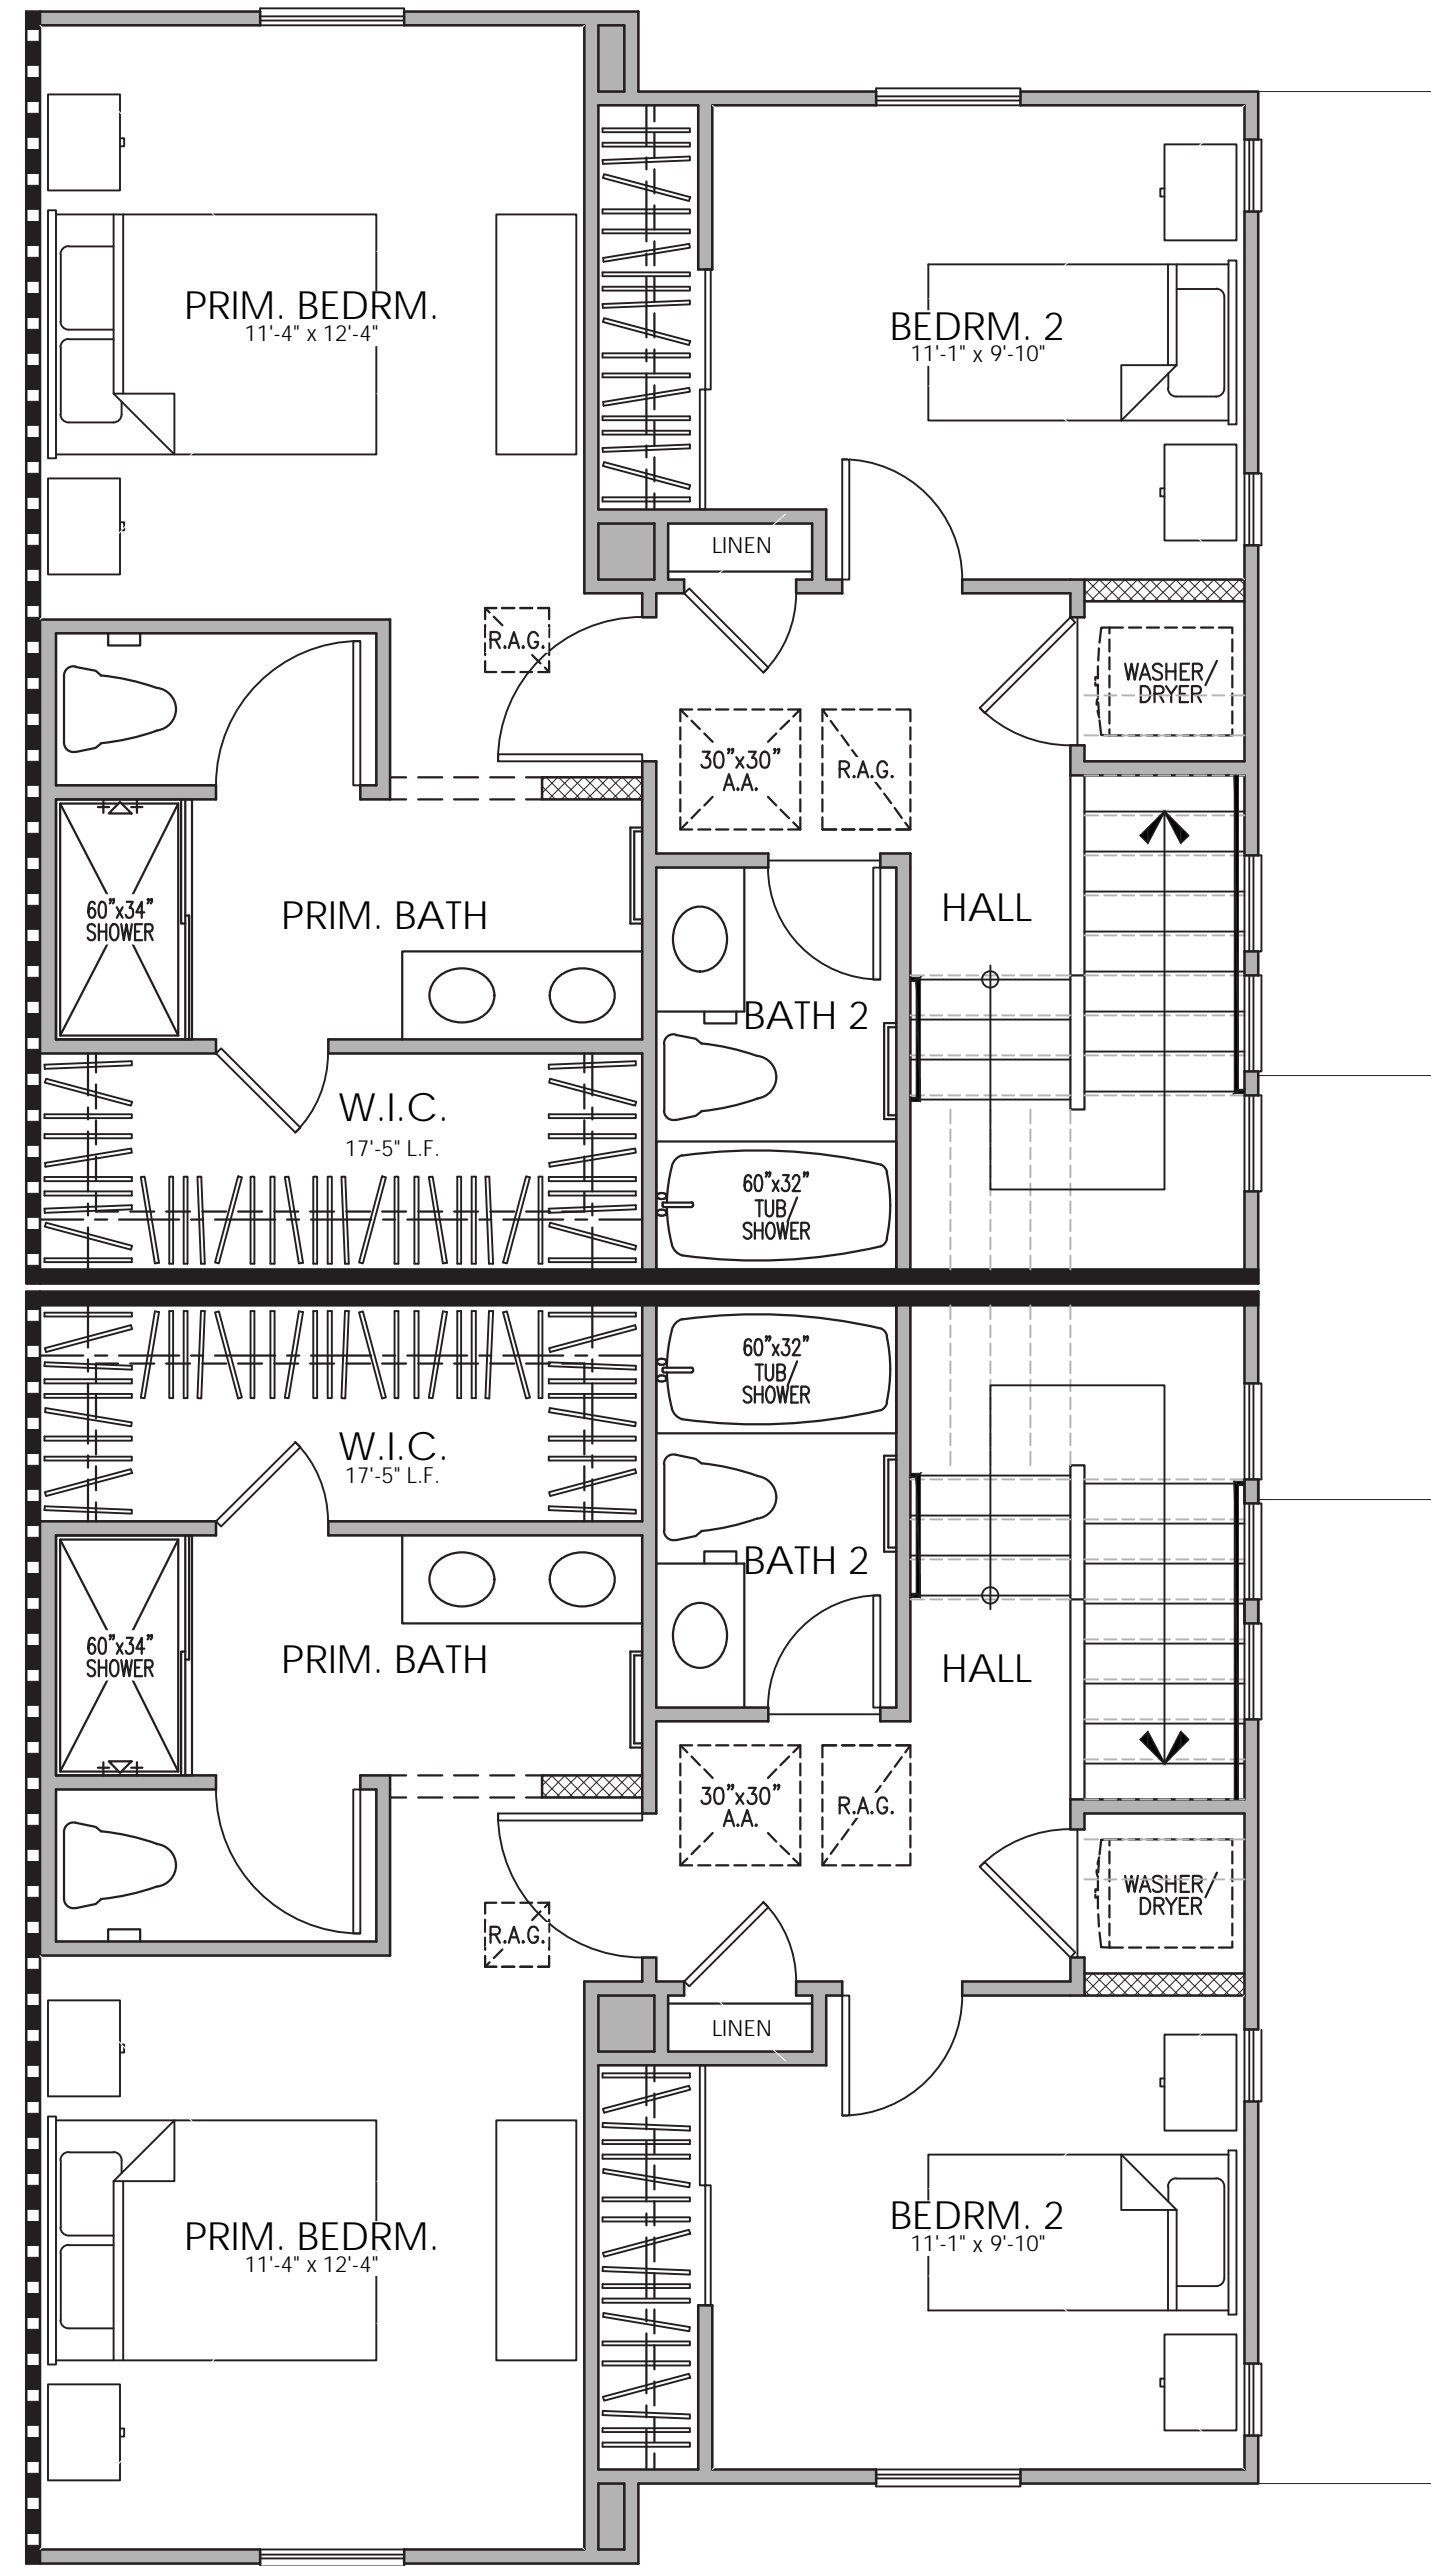 PRIM. BEDRM.
11'-4" x 12'-4"
BEDRM. 2
11'-1" x 9'-10"
LINEN
R.A.G.
WASHER/
DRYER
30"x30"
A.A.
R.A.G.
60"x34"
SHOWER
PRIM. BATH
HALL
BATH 2
W.I.C.
17'-5" L.F.
60"x32"
TUB/
SHOWER
60"x32"
TUB/
SHOWER
W.I.C.
17'-5" L.F.
BATH 2
60"x34"
SHOWER
PRIM. BATH
HALL
30"x30"
A.A.
R.A.G.
WASHER/
DRYER
R.A.G.
LINEN
PRIM. BEDRM.
11'-4" x 12'-4"
BEDRM. 2
11'-1" x 9'-10"